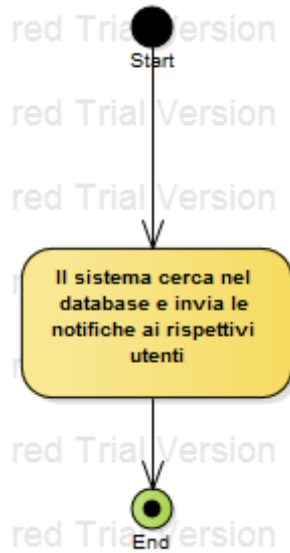 red Trial Version
Start
red Trial Version
red Trial Version
Il sistema cerca nel
database e invia le
notifiche ai rispettivi
utenti
red Trial Version
End
red Trial Version